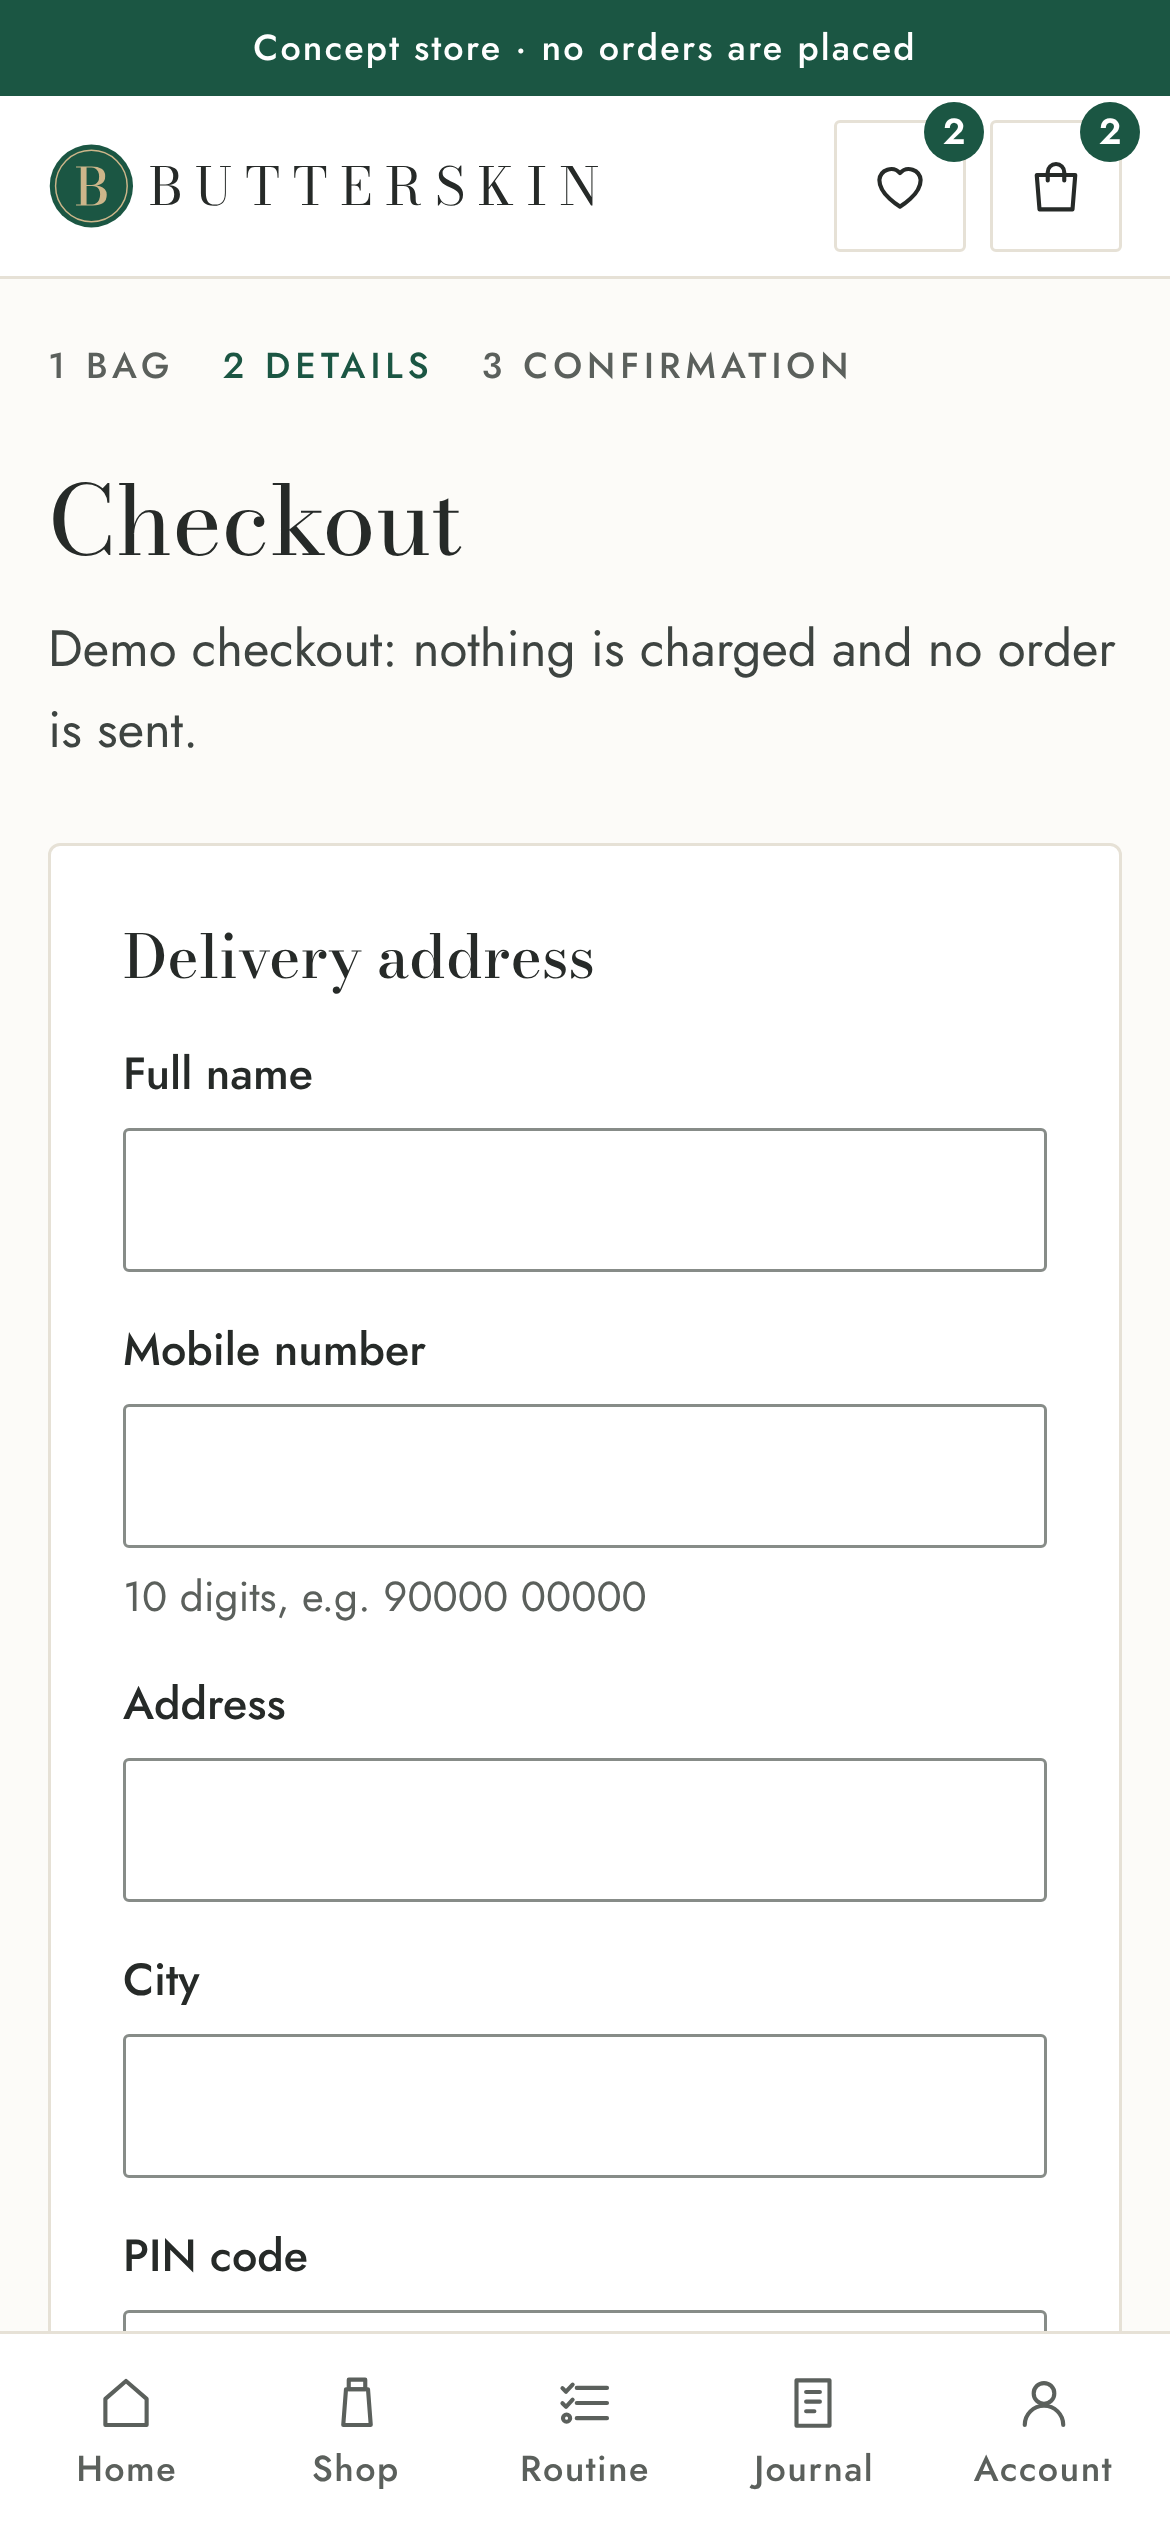 Concept store · no orders are placed
B BUTTERSKIN
2
2
1 BAG 2 DETAILS 3 CONFIRMATION
Checkout
Demo checkout: nothing is charged and no order
is sent.
Delivery address
Full name
Mobile number
10 digits, e.g. 90000 00000
Address
City
PIN code
Home Shop Routine Journal Account